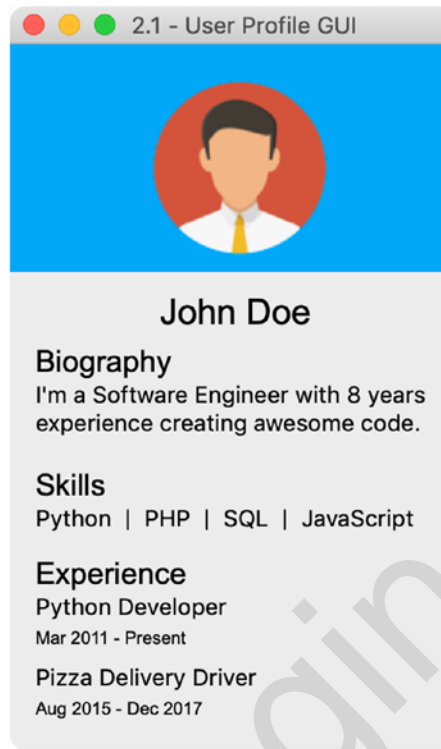 2.1 - User Profile GUI
John Doe
Biography
I'm a Software Engineer with 8 years
experience creating awesome code.
Skills
Python | PHP | SQL | JavaScript
Experience
Python Developer
Mar 2011 - Present
Pizza Delivery Driver
Aug 2015 - Dec 2017
gin